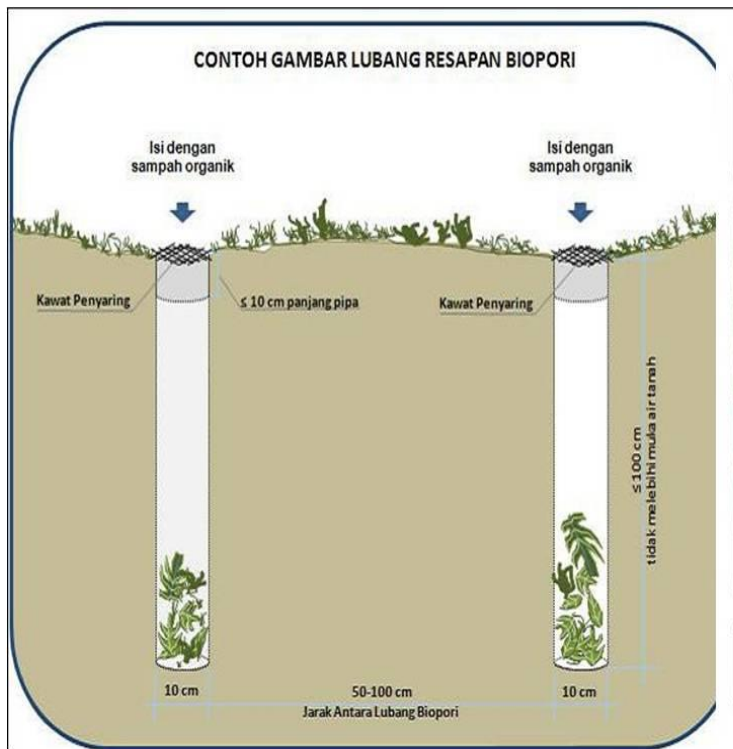 CONTOH GAMBAR LUBANG RESAPAN BIOPORI
Isi dengan
sampah organik
Isi dengan
sampah organik
Kawat Penyaring
≤ 10 cm panjang pipa
Kawat Penyaring
≤ 100 cm
tidak melebihi muka air tanah
10 cm
50-100 cm
10 cm
Jarak Antara Lubang Biopori